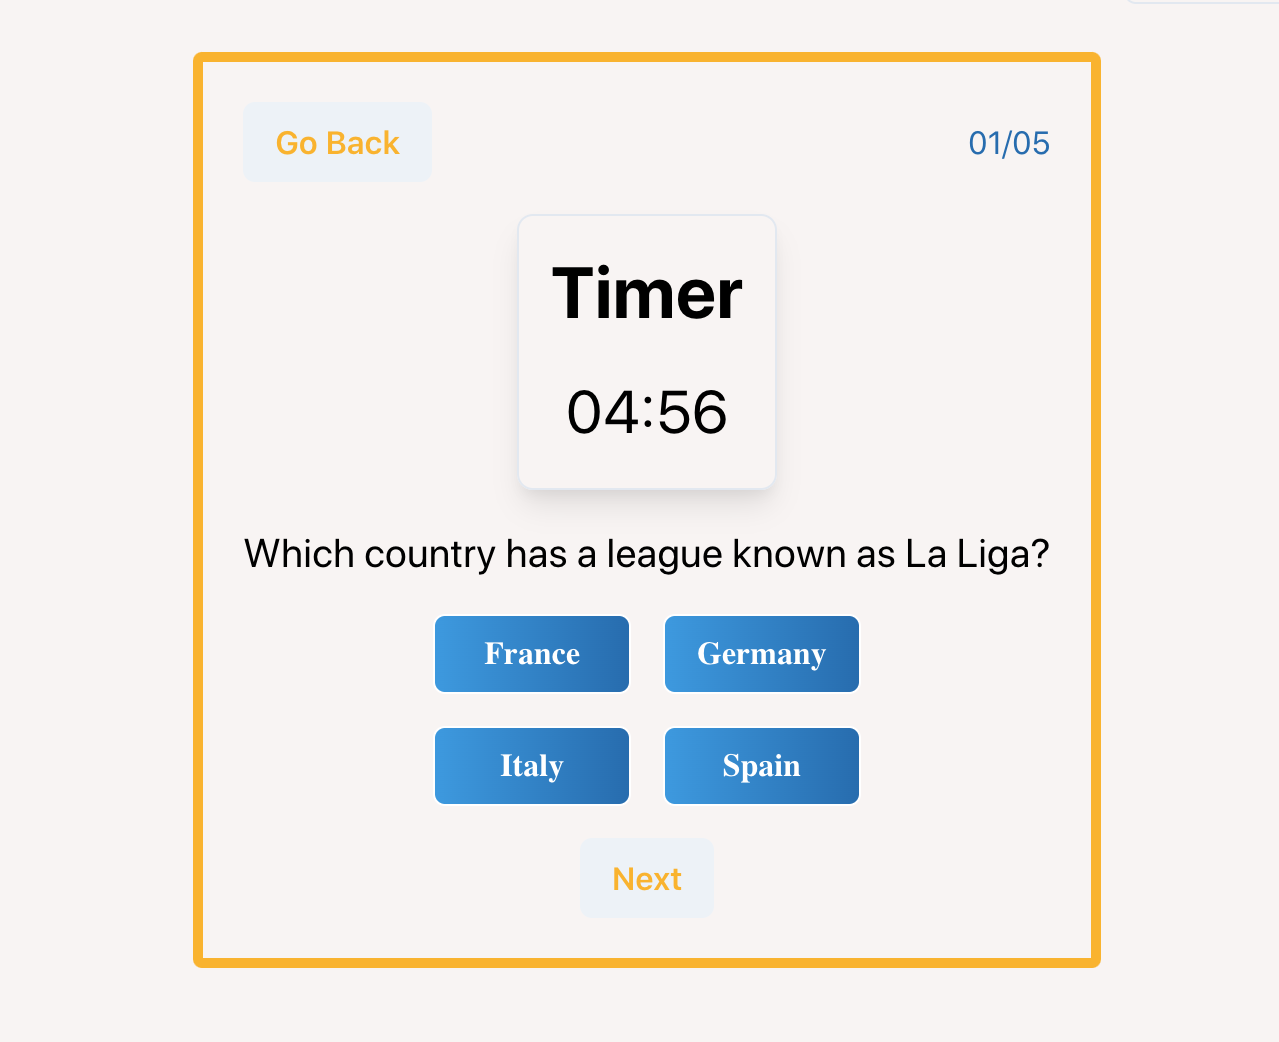 Go Back
01/05
Timer
04:56
Which country has a league known as La Liga?
France
Germany
Italy
Spain
Next